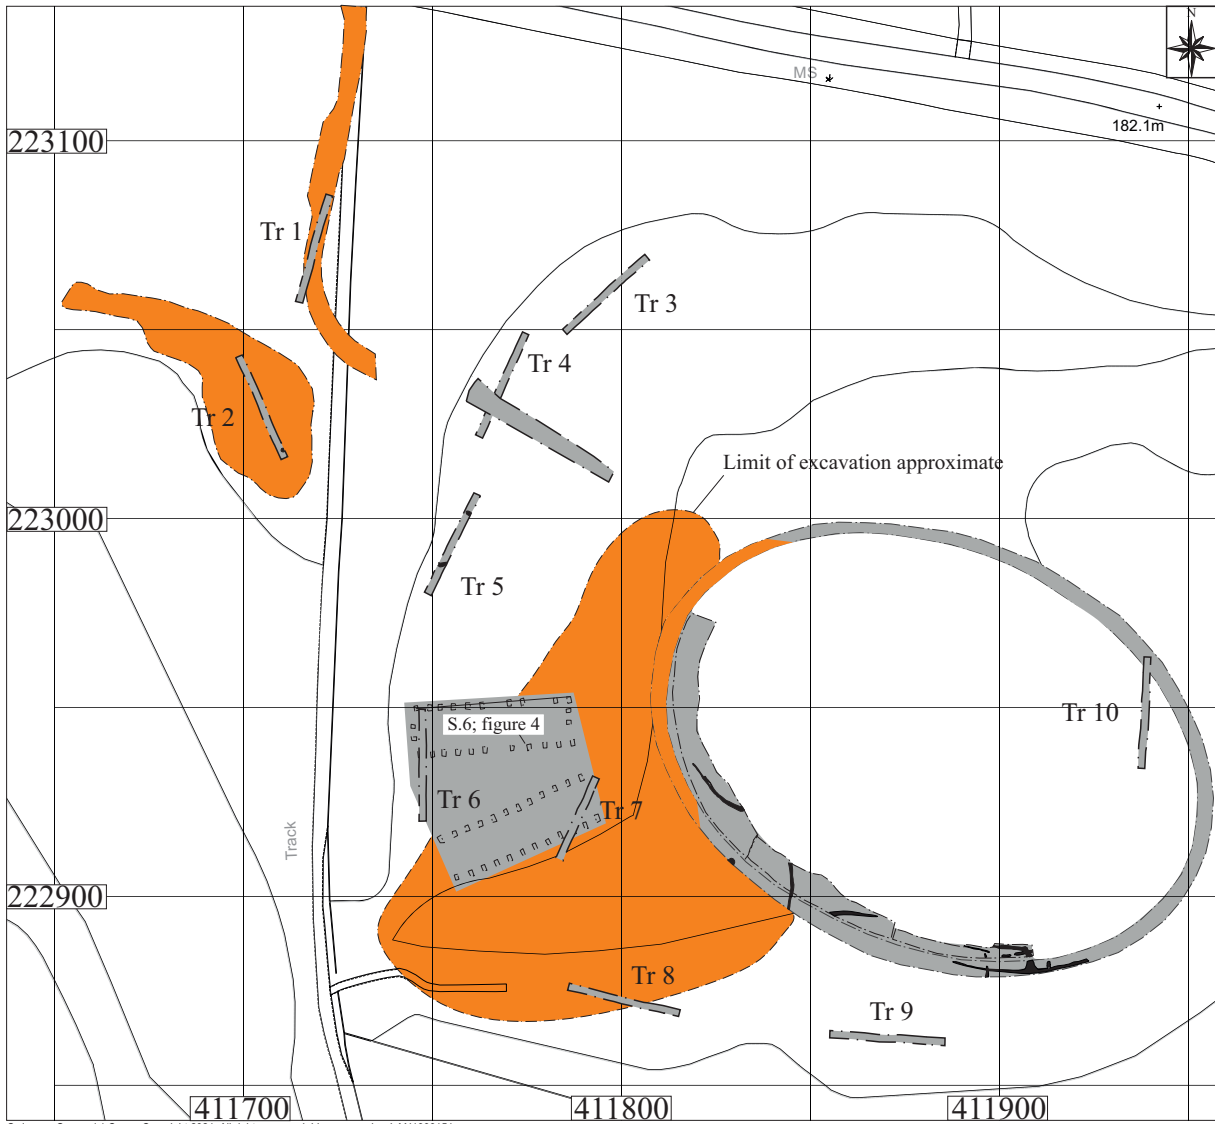 N
MS
182.1m
223100
Tr 1
Tr 3
Tr 4
Tr 2
Limit of excavation approximate
223000
Tr 5
S.6; figure 4
Tr 10
Tr 6
Tr 7
Track
222900
Tr 8
Tr 9
411700
411800
411900